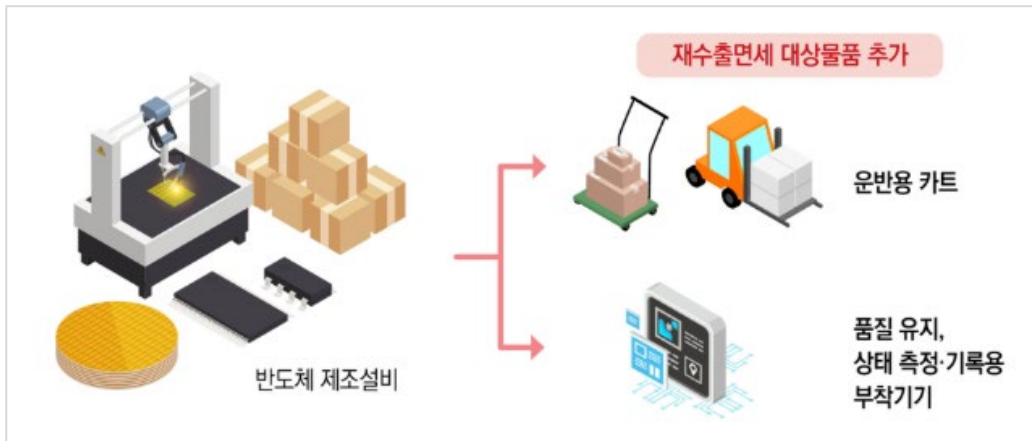 재수출면세 대상물품 추가
운반용 카트
반도체 제조설비
품질 유지,
상태 측정·기록용
부착기기